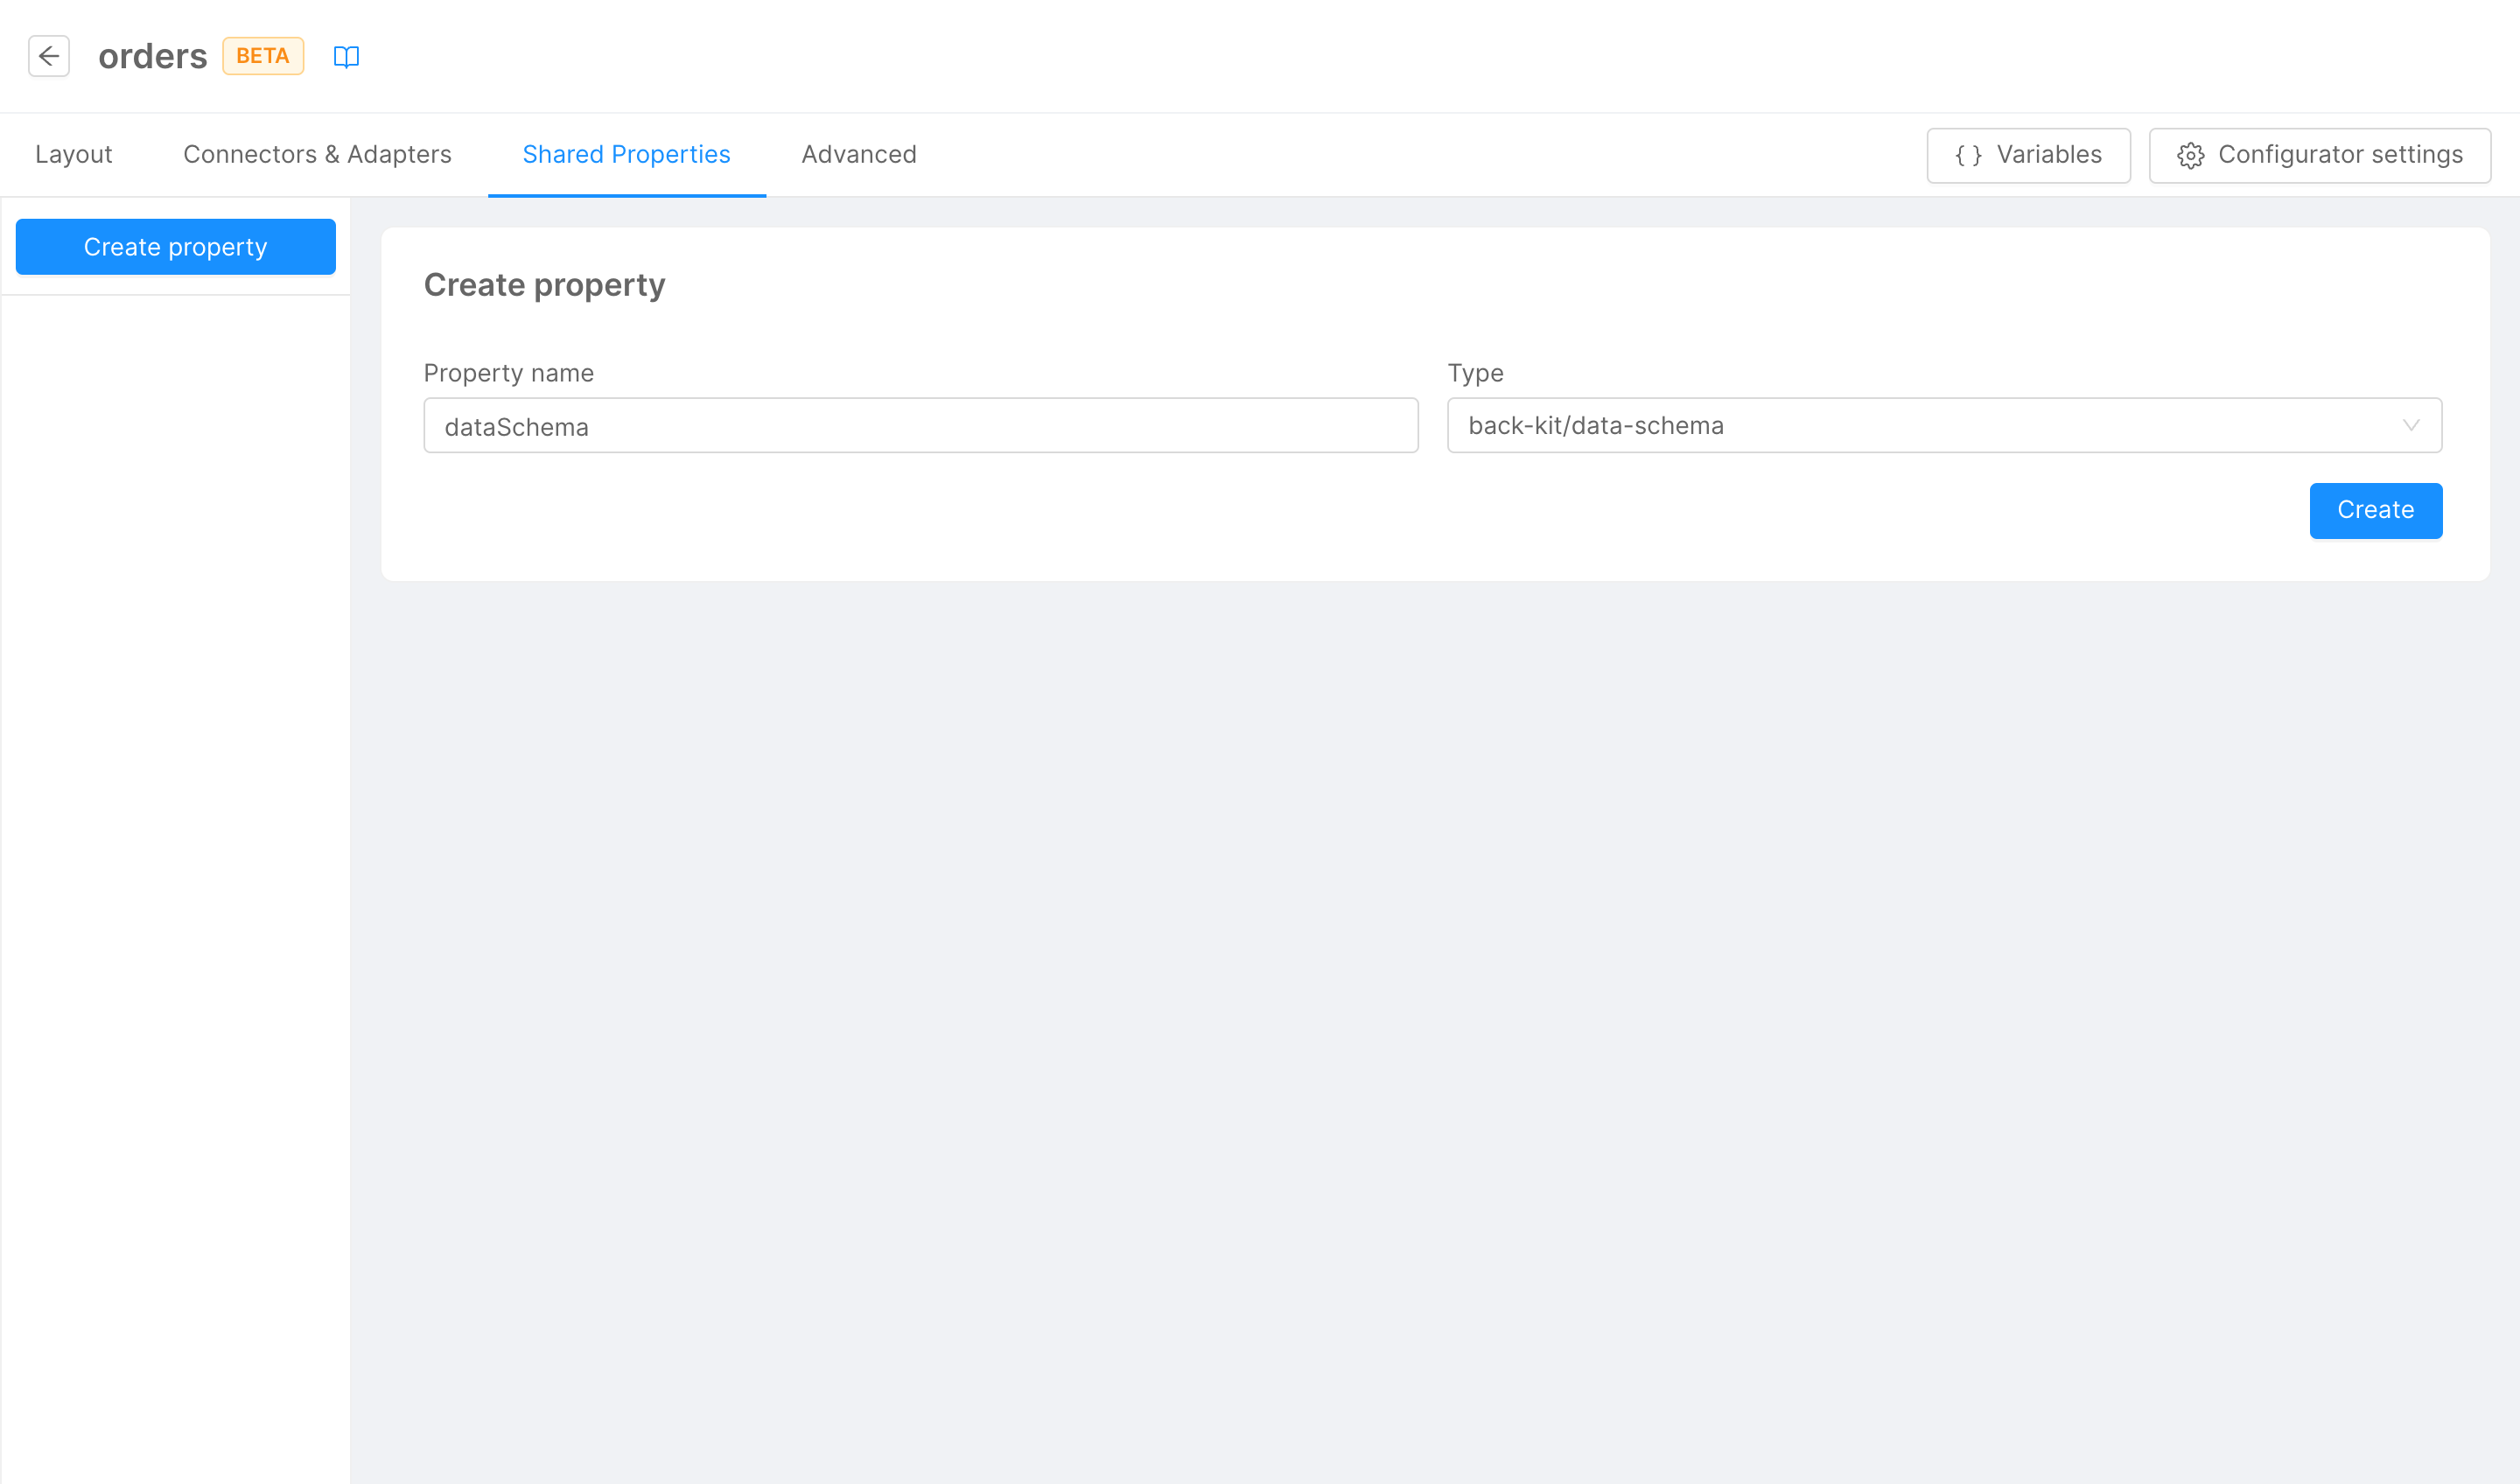 orders BETA
Layout Connectors & Adapters Shared Properties Advanced { } Variables Configurator settings
Create property
Create property
Property name Type
dataSchema back-kit/data-schema
Create